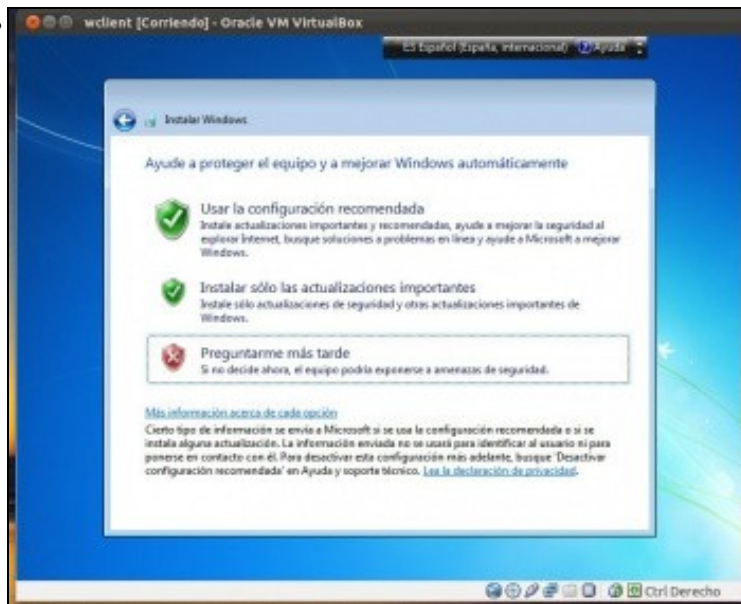 wclient [Corriendo] - Oracle VM VirtualBox
ES Español (España, internacional) Ayuda
Instalar Windows
Ayude a proteger el equipo y a mejorar Windows automáticamente
Usar la configuración recomendada
Instale actualizaciones importantes y recomendadas, ayude a mejorar la seguridad al
explorar Internet, busque soluciones a problemas en línea y ayude a Microsoft a mejorar
Windows.
Instalar sólo las actualizaciones importantes
Instale sólo actualizaciones de seguridad y otras actualizaciones importantes de
Windows.
Preguntarme más tarde
Si no decide ahora, el equipo podría exponerse a amenazas de seguridad.
Más información acerca de cada opción
Cierto tipo de información se envía a Microsoft si se usa la configuración recomendada o si se
instala alguna actualización. La información enviada no se usará para identificar al usuario ni para
ponerse en contacto con él. Para desactivar esta configuración más adelante, busque 'Desactivar
configuración recomendada' en Ayuda y soporte técnico. Lea la declaración de privacidad.
Ctrl Derecho